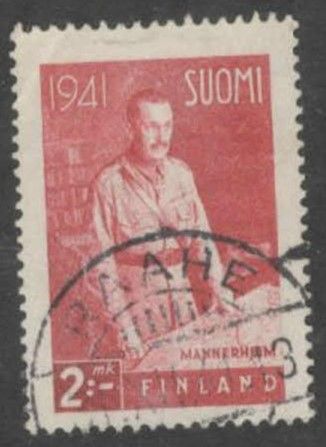 1941 SUOMI
RAAHE
MANNERHEIM
2:- mk FINLAND